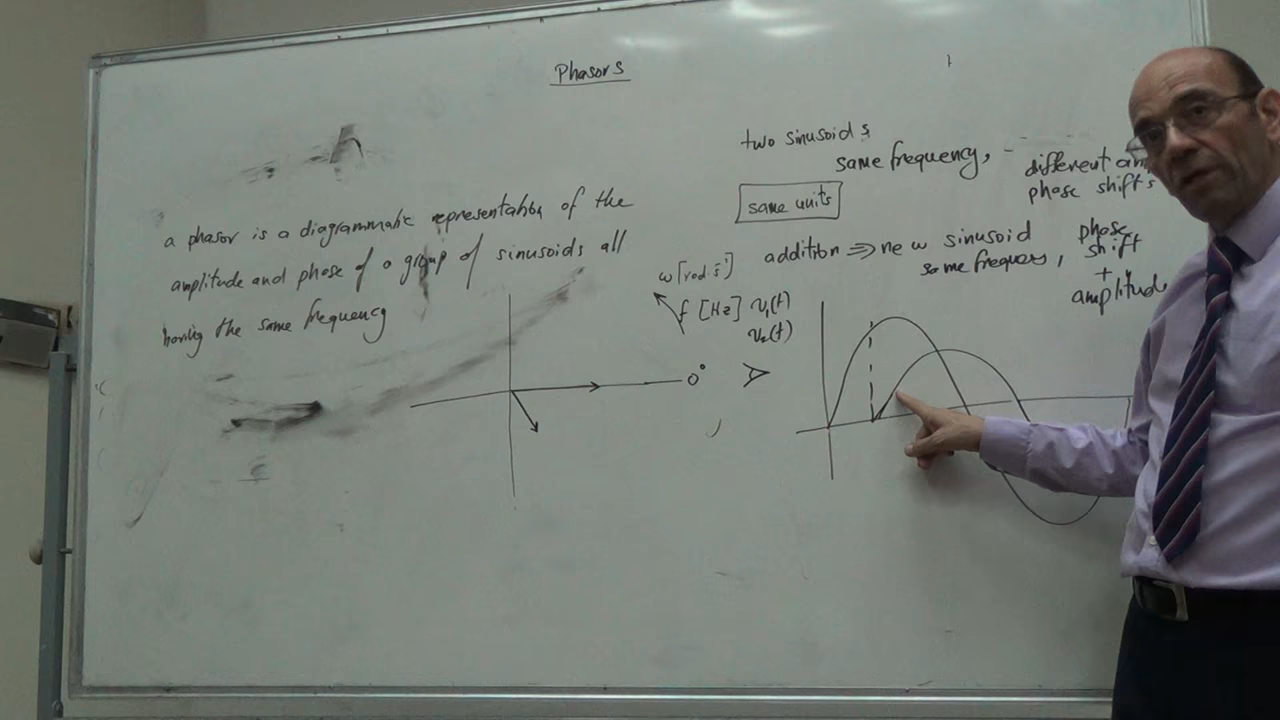 Phasors
a phasor is a diagrammatic representation of the
amplitude and phase of a group of sinusoids all
having the same frequency
two sinusoids
same frequency,
different
phase shifts
same units
addition ⇒ new sinusoid
same frequency,
phase
shift
+
amplitude
ω[rad.s⁻¹]
f [Hz] v₁(t)
v₂(t)
0°